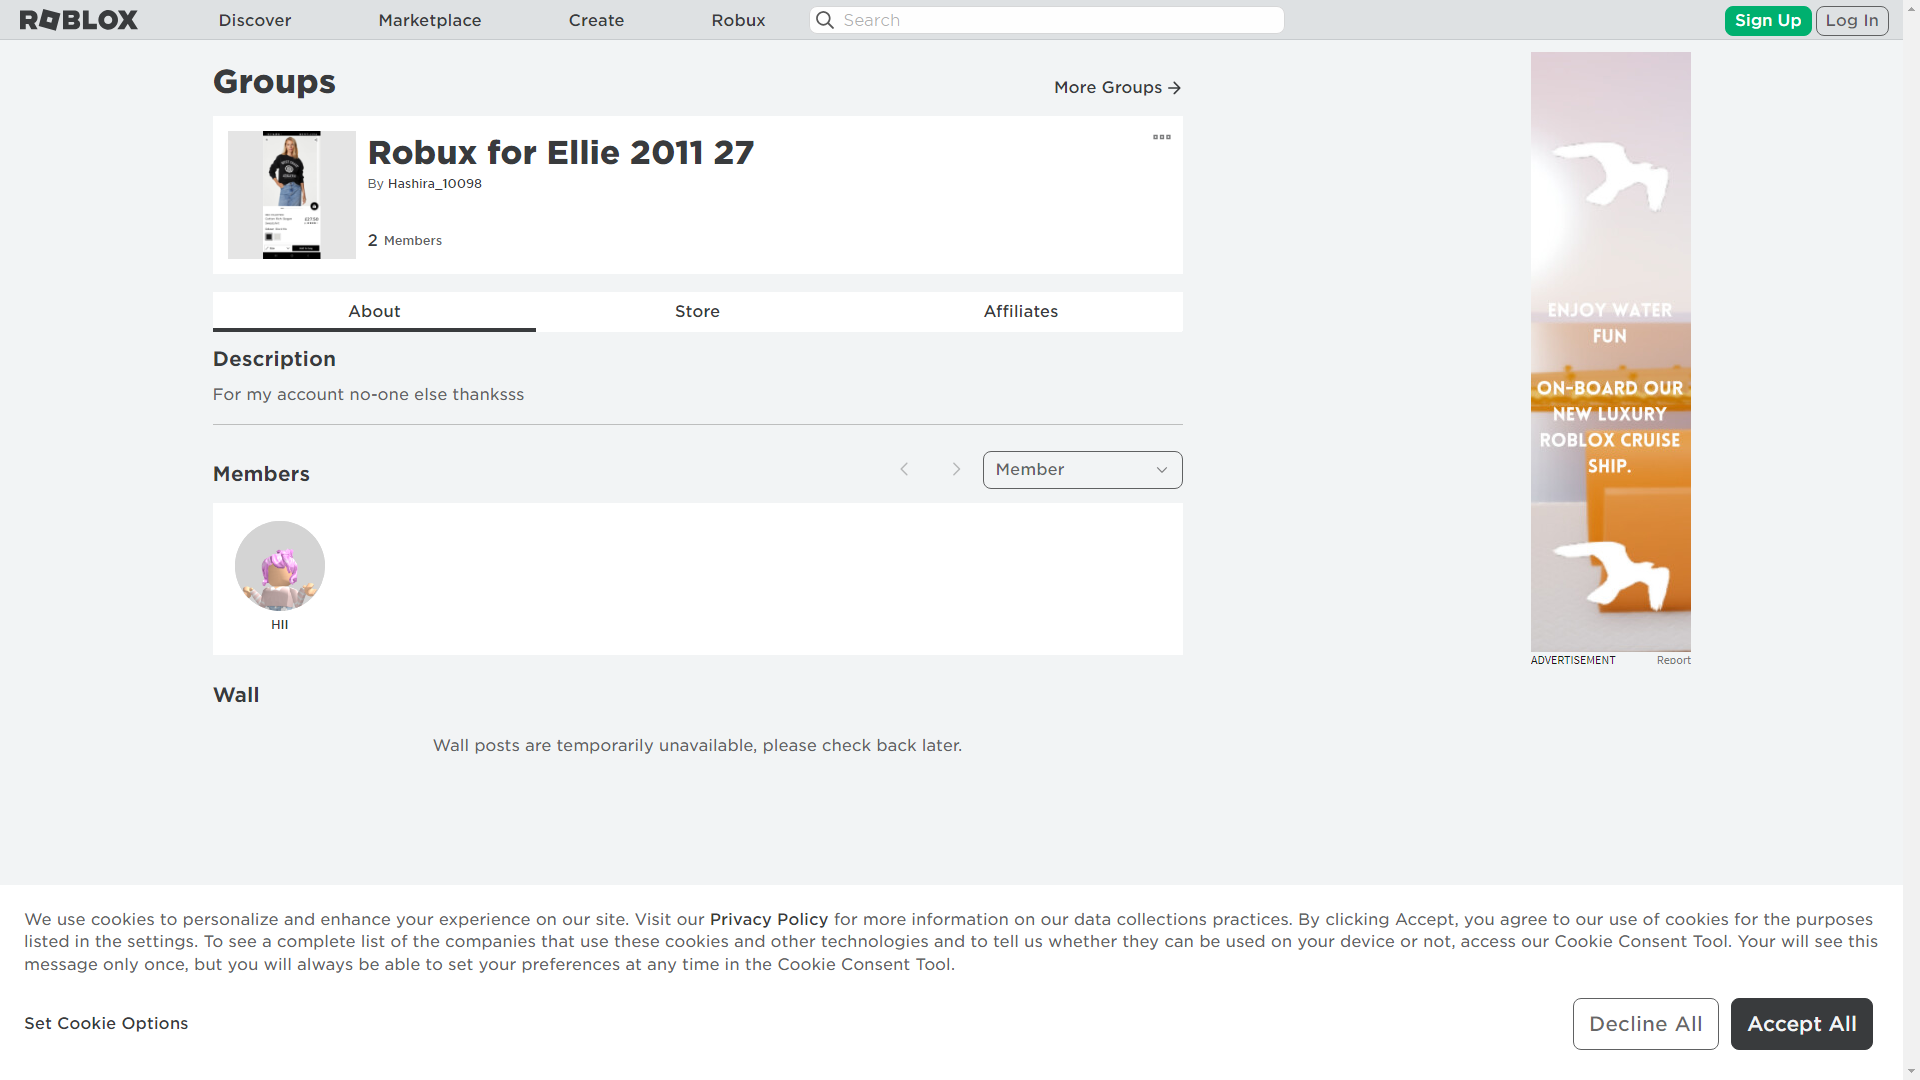 ROBLOX
Discover
Marketplace
Create
Robux
Search
Sign Up
Log In
Groups
More Groups
Robux for Ellie 2011 27
By Hashira_10098
2 Members
About
Store
Affiliates
Description
For my account no-one else thanksss
Members
Member
HII
Wall
Wall posts are temporarily unavailable, please check back later.
ENJOY WATER
FUN
ON-BOARD OUR
NEW LUXURY
ROBLOX CRUISE
SHIP.
ADVERTISEMENT
Report
We use cookies to personalize and enhance your experience on our site. Visit our Privacy Policy for more information on our data collections practices. By clicking Accept, you agree to our use of cookies for the purposes
listed in the settings. To see a complete list of the companies that use these cookies and other technologies and to tell us whether they can be used on your device or not, access our Cookie Consent Tool. Your will see this
message only once, but you will always be able to set your preferences at any time in the Cookie Consent Tool.
Set Cookie Options
Decline All
Accept All